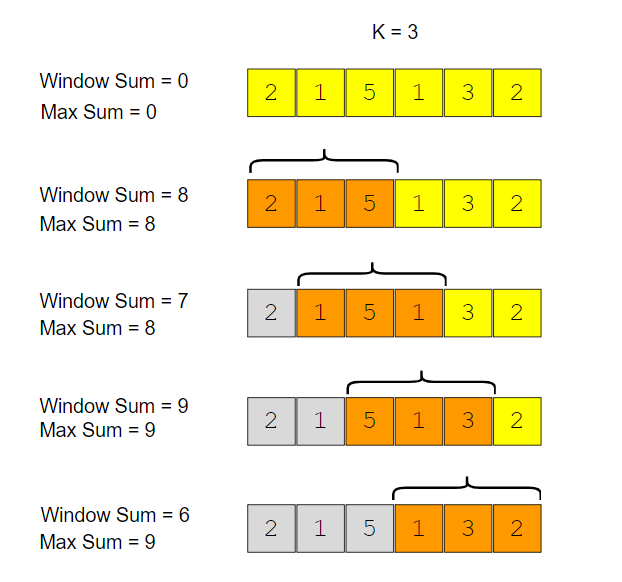 K = 3
Window Sum = 0
Max Sum = 0
2 1 5 1 3 2
Window Sum = 8
Max Sum = 8
2 1 5 1 3 2
Window Sum = 7
Max Sum = 8
2 1 5 1 3 2
Window Sum = 9
Max Sum = 9
2 1 5 1 3 2
Window Sum = 6
Max Sum = 9
2 1 5 1 3 2